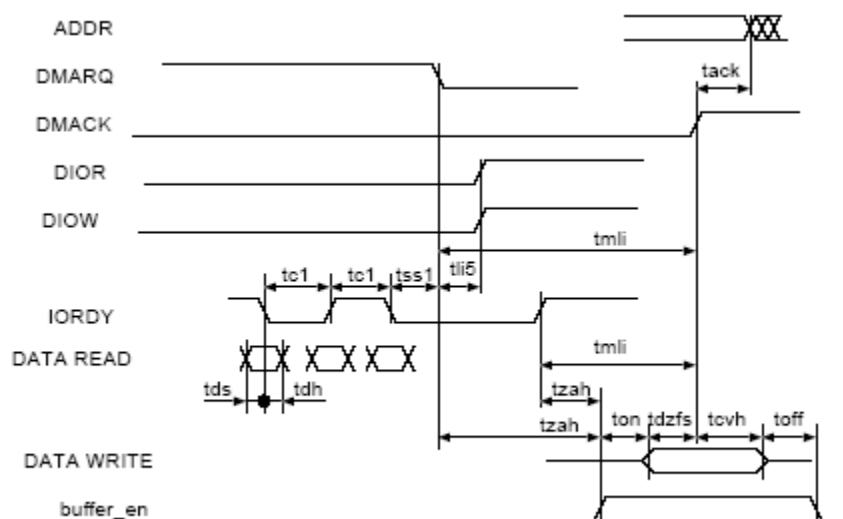 ADDR
DMARQ
tack
DMACK
DIOR
DIOW
tmli
tc1 tc1 tss1 tli5
IORDY
tmli
DATA READ
tds tdh
tzah
tzah ton tdzfs tcvh toff
DATA WRITE
buffer_en